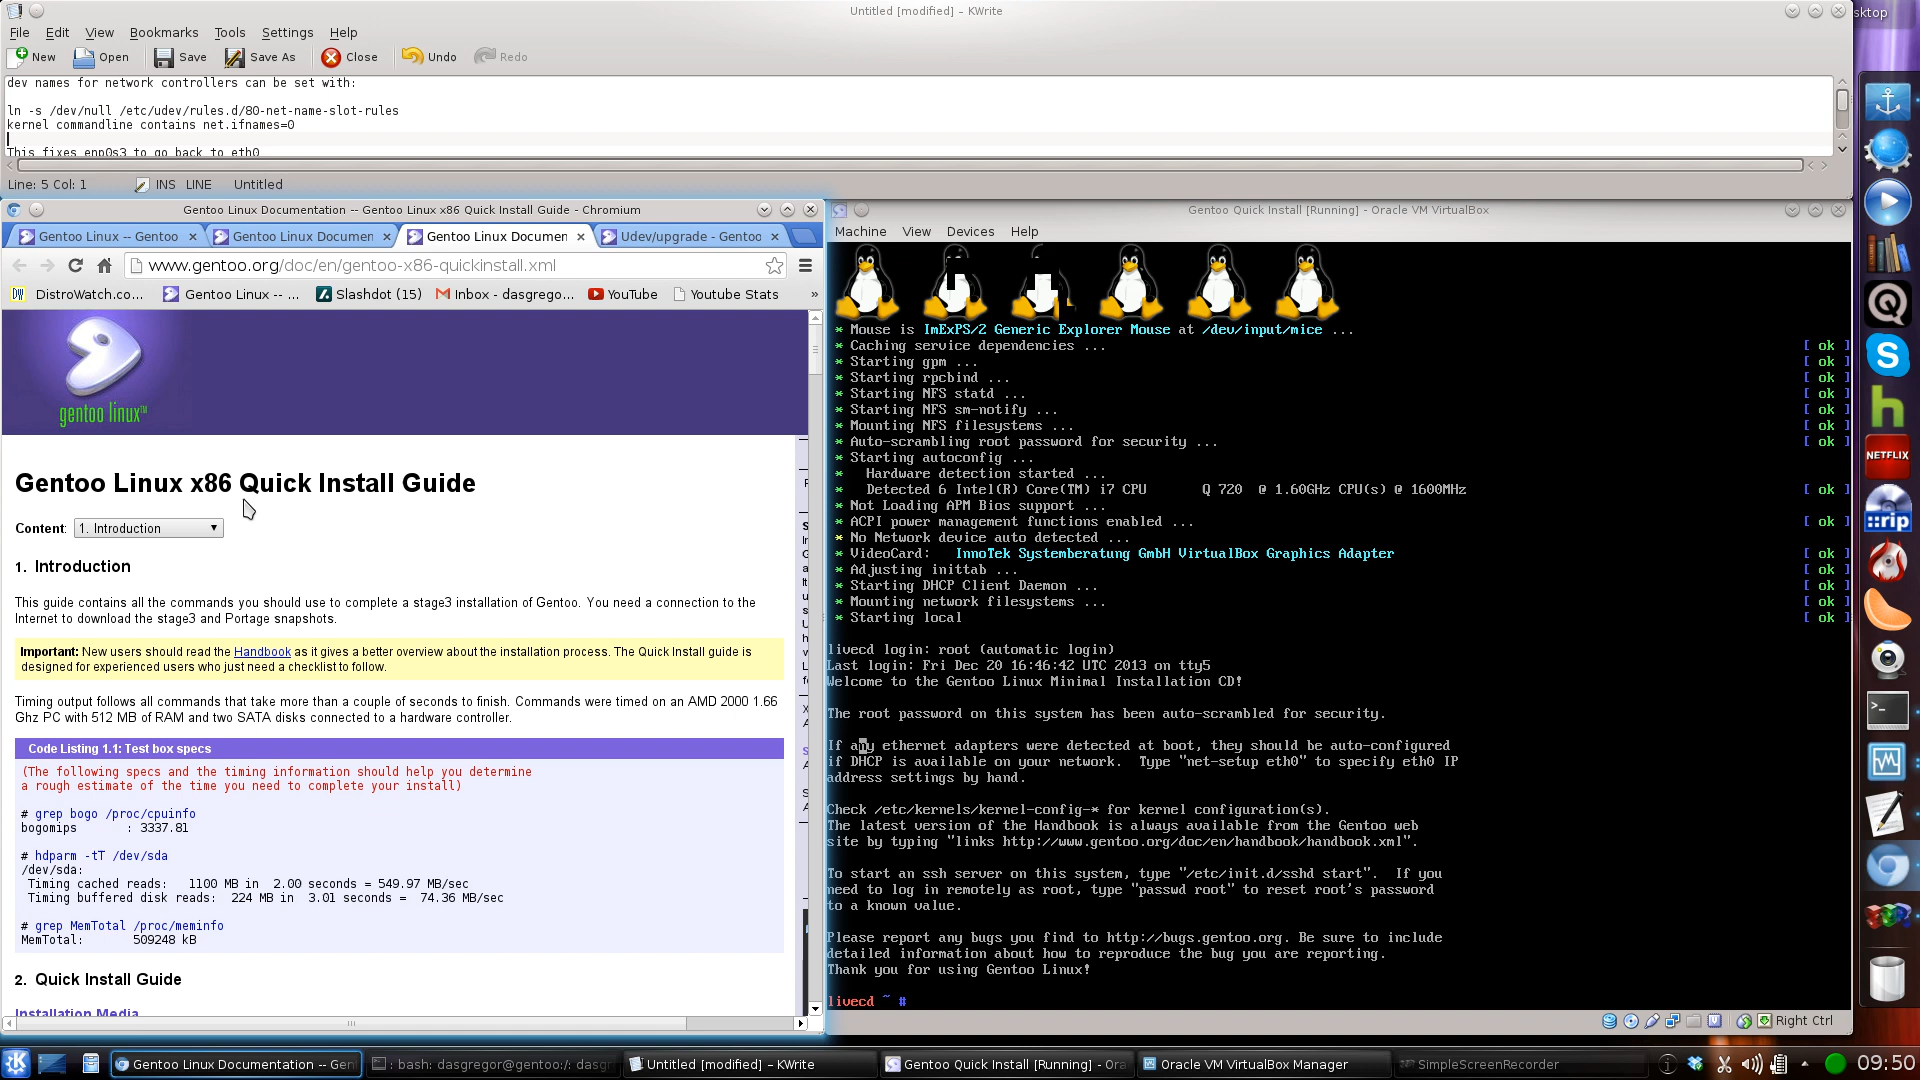 Untitled [modified] – KWrite
sktop
File Edit View Bookmarks Tools Settings Help
New Open Save Save As Close Undo Redo
dev names for network controllers can be set with:
ln -s /dev/null /etc/udev/rules.d/80-net-name-slot-rules
kernel commandline contains net.ifnames=0
This fixes enp0s3 to go back to eth0
Line: 5 Col: 1 INS LINE Untitled
Gentoo Linux Documentation -- Gentoo Linux x86 Quick Install Guide - Chromium
Gentoo Linux -- Gentoo
Gentoo Linux Documen
Gentoo Linux Documen
Udev/upgrade - Gentoo
www.gentoo.org/doc/en/gentoo-x86-quickinstall.xml
DistroWatch.co... Gentoo Linux -- ... Slashdot (15) Inbox - dasgrego... YouTube Youtube Stats »
gentoo linux™
Gentoo Linux x86 Quick Install Guide
Content: 1. Introduction
1. Introduction
This guide contains all the commands you should use to complete a stage3 installation of Gentoo. You need a connection to the
Internet to download the stage3 and Portage snapshots.
Important: New users should read the Handbook as it gives a better overview about the installation process. The Quick Install guide is
designed for experienced users who just need a checklist to follow.
Timing output follows all commands that take more than a couple of seconds to finish. Commands were timed on an AMD 2000 1.66
Ghz PC with 512 MB of RAM and two SATA disks connected to a hardware controller.
Code Listing 1.1: Test box specs
(The following specs and the timing information should help you determine
a rough estimate of the time you need to complete your install)
# grep bogo /proc/cpuinfo
bogomips : 3337.81
# hdparm -tT /dev/sda
/dev/sda:
Timing cached reads: 1100 MB in 2.00 seconds = 549.97 MB/sec
Timing buffered disk reads: 224 MB in 3.01 seconds = 74.36 MB/sec
# grep MemTotal /proc/meminfo
MemTotal: 509248 kB
2. Quick Install Guide
Installation Media
Gentoo Quick Install [Running] - Oracle VM VirtualBox
Machine View Devices Help
* Mouse is ImExPS/2 Generic Explorer Mouse at /dev/input/mice ...
* Caching service dependencies ... [ ok ]
* Starting gpm ... [ ok ]
* Starting rpcbind ... [ ok ]
* Starting NFS statd ... [ ok ]
* Starting NFS sm-notify ... [ ok ]
* Mounting NFS filesystems ... [ ok ]
* Auto-scrambling root password for security ... [ ok ]
* Starting autoconfig ...
* Hardware detection started ...
* Detected 6 Intel(R) Core(TM) i7 CPU Q 720 @ 1.60GHz CPU(s) @ 1600MHz [ ok ]
* Not Loading APM Bios support ...
* ACPI power management functions enabled ... [ ok ]
* No Network device auto detected ...
* VideoCard: InnoTek Systemberatung GmbH VirtualBox Graphics Adapter [ ok ]
* Adjusting inittab ... [ ok ]
* Starting DHCP Client Daemon ... [ ok ]
* Mounting network filesystems ... [ ok ]
* Starting local [ ok ]
livecd login: root (automatic login)
Last login: Fri Dec 20 16:46:42 UTC 2013 on tty5
Welcome to the Gentoo Linux Minimal Installation CD!
The root password on this system has been auto-scrambled for security.
If any ethernet adapters were detected at boot, they should be auto-configured
if DHCP is available on your network. Type "net-setup eth0" to specify eth0 IP
address settings by hand.
Check /etc/kernels/kernel-config-* for kernel configuration(s).
The latest version of the Handbook is always available from the Gentoo web
site by typing "links http://www.gentoo.org/doc/en/handbook/handbook.xml".
To start an ssh server on this system, type "/etc/init.d/sshd start". If you
need to log in remotely as root, type "passwd root" to reset root's password
to a known value.
Please report any bugs you find to http://bugs.gentoo.org. Be sure to include
detailed information about how to reproduce the bug you are reporting.
Thank you for using Gentoo Linux!
livecd ~ #
Right Ctrl
NETFLIX
::rip
Gentoo Linux Documentation -- Ge
: bash: dasgregor@gentoo:/: dasg
Untitled [modified] – KWrite
Gentoo Quick Install [Running] - Ora
Oracle VM VirtualBox Manager
SimpleScreenRecorder
09:50